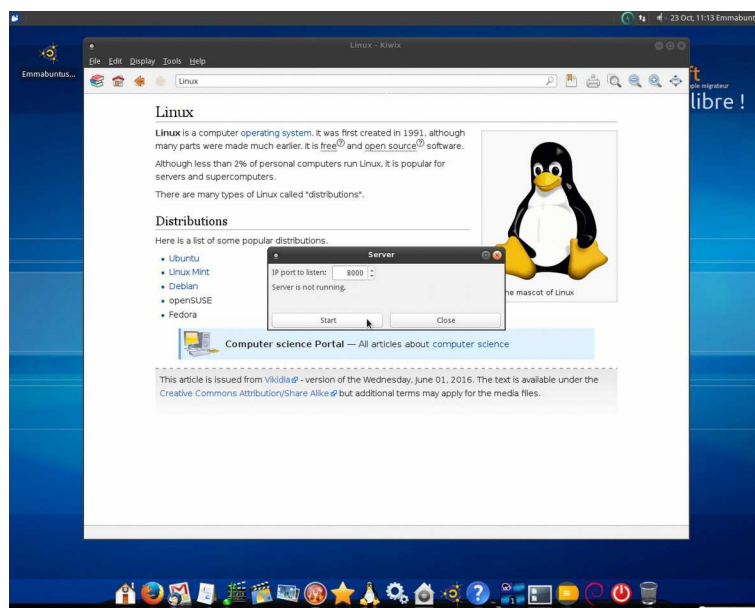 23 Oct, 11:13 Emmabunt
Emmabuntus...
ft
ple migrateur
libre !
Linux - Kiwix
File Edit Display Tools Help
Linux
Linux
Linux is a computer operating system. It was first created in 1991, although
many parts were made much earlier. It is free? and open source? software.
Although less than 2% of personal computers run Linux, it is popular for
servers and supercomputers.
There are many types of Linux called "distributions".
Distributions
Here is a list of some popular distributions.
• Ubuntu
• Linux Mint
• Debian
• openSUSE
• Fedora
he mascot of Linux
Server
IP port to listen: 8000
Server is not running.
Start Close
Computer science Portal — All articles about computer science
This article is issued from Vikidia - version of the Wednesday, June 01, 2016. The text is available under the
Creative Commons Attribution/Share Alike but additional terms may apply for the media files.